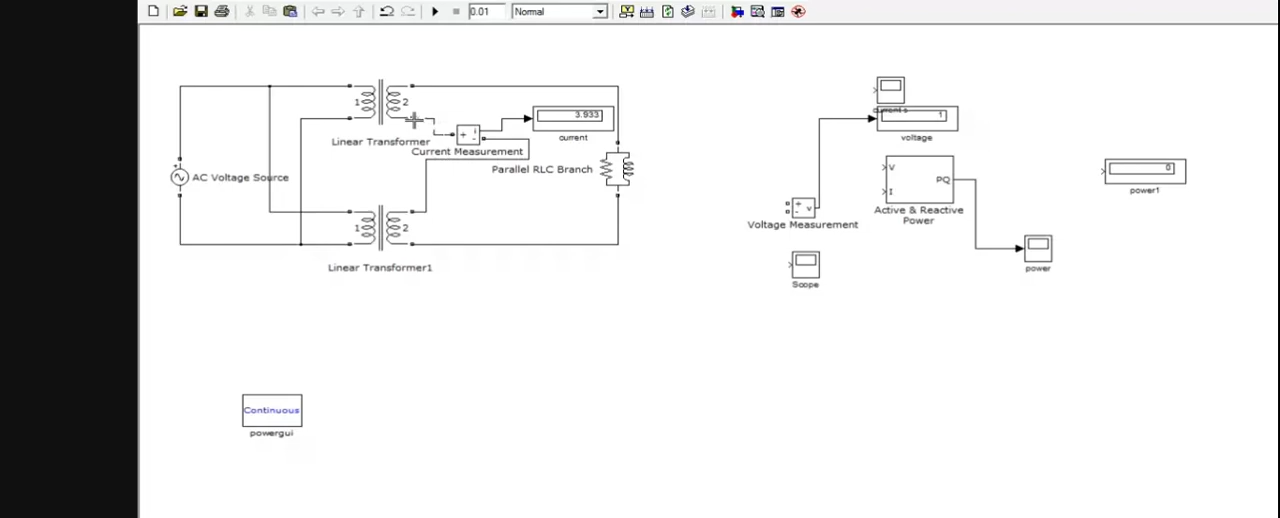 0.01 Normal
1 2
Linear Transformer
+ i
-
Current Measurement
3.933
current
AC Voltage Source
+
Parallel RLC Branch
1 2
Linear Transformer1
Continuous
powergui
current s
1
voltage
V
I
PQ
Active & Reactive
Power
+
- v
Voltage Measurement
Scope
power
0
power1